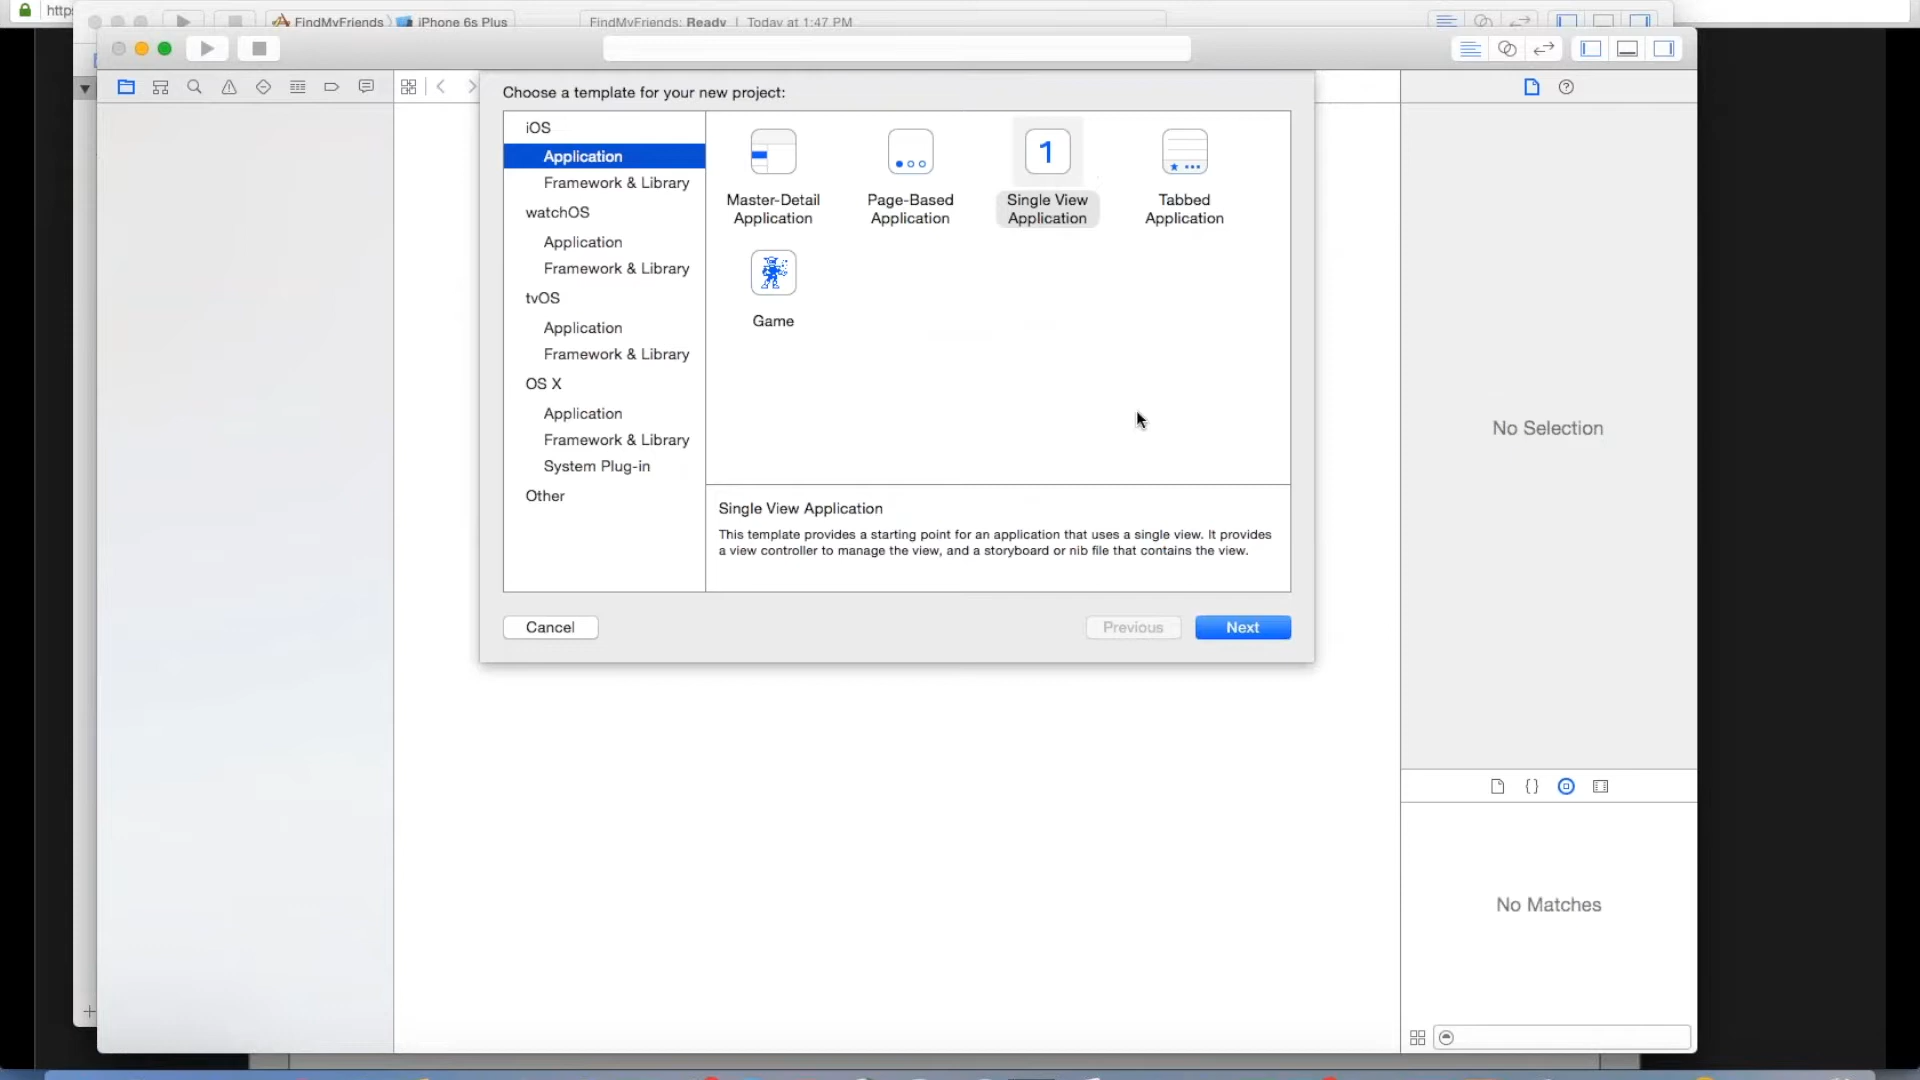 https
FindMyFriends
iPhone 6s Plus
FindMyFriends: Ready | Today at 1:47 PM
Choose a template for your new project:
iOS
Application
Framework & Library
watchOS
Application
Framework & Library
tvOS
Application
Framework & Library
OS X
Application
Framework & Library
System Plug-in
Other
1
Master-Detail
Application
Page-Based
Application
Single View
Application
Tabbed
Application
Game
Single View Application
This template provides a starting point for an application that uses a single view. It provides
a view controller to manage the view, and a storyboard or nib file that contains the view.
Cancel
Previous
Next
No Selection
{ }
No Matches